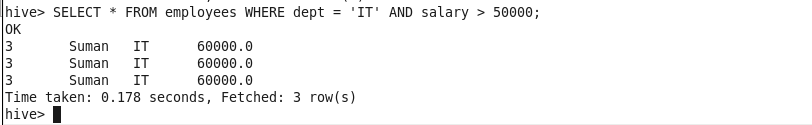 hive> SELECT * FROM employees WHERE dept = 'IT' AND salary > 50000;
OK
3       Suman   IT      60000.0
3       Suman   IT      60000.0
3       Suman   IT      60000.0
Time taken: 0.178 seconds, Fetched: 3 row(s)
hive>